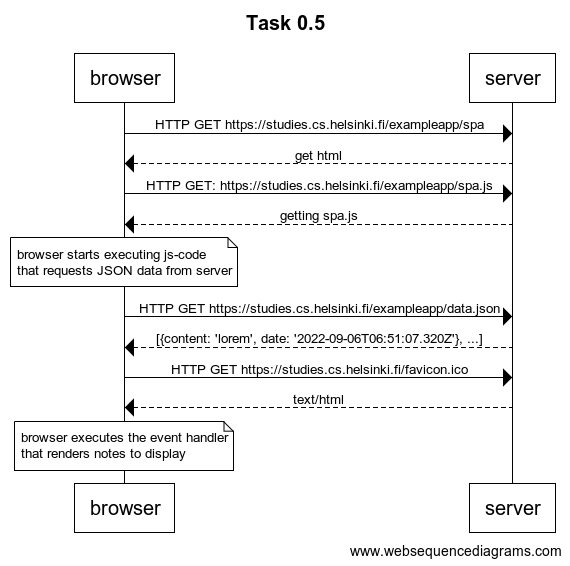 Task 0.5
browser
server
HTTP GET https://studies.cs.helsinki.fi/exampleapp/spa
get html
HTTP GET: https://studies.cs.helsinki.fi/exampleapp/spa.js
getting spa.js
browser starts executing js-code
that requests JSON data from server
HTTP GET https://studies.cs.helsinki.fi/exampleapp/data.json
[{content: 'lorem', date: '2022-09-06T06:51:07.320Z'}, ...]
HTTP GET https://studies.cs.helsinki.fi/favicon.ico
text/html
browser executes the event handler
that renders notes to display
browser
server
www.websequencediagrams.com